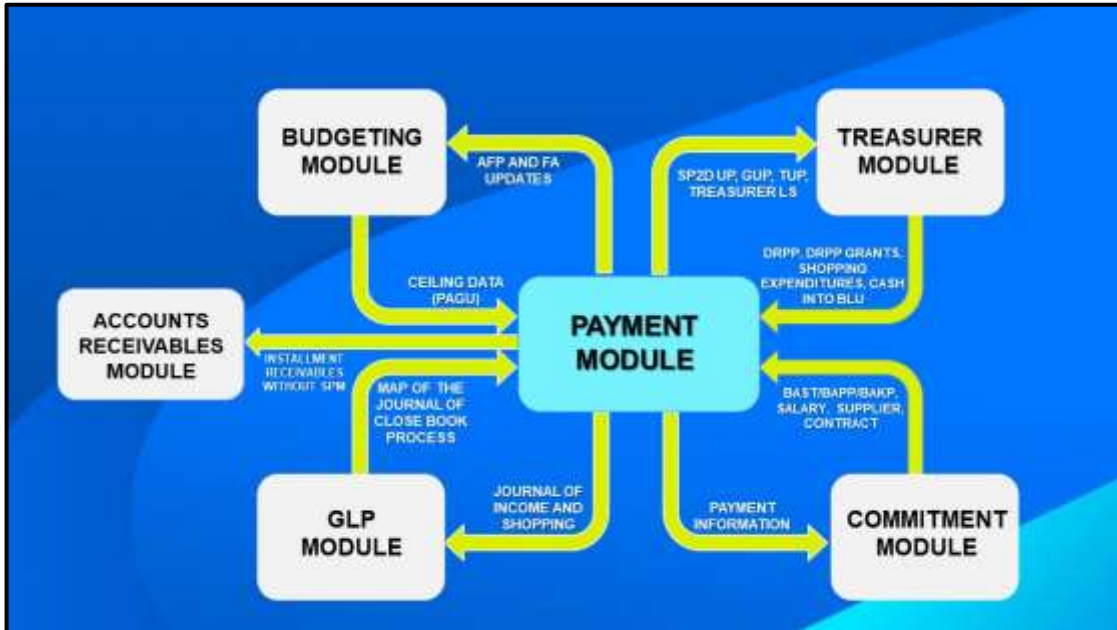 BUDGETING
MODULE
AFP AND FA
UPDATES
SP2D UP, GUP, TUP,
TREASURER LS
TREASURER
MODULE
CEILING DATA
(PAGU)
DRPP, DRPP GRANTS,
SHOPPING
EXPENDITURES, CASH
INTO BLU
ACCOUNTS
RECEIVABLES
MODULE
INSTALLMENT
RECEIVABLES
WITHOUT SPM
PAYMENT
MODULE
MAP OF THE
JOURNAL OF
CLOSE BOOK
PROCESS
BAST/BAPP/BAKP,
SALARY, SUPPLIER,
CONTRACT
GLP
MODULE
JOURNAL OF
INCOME AND
SHOPPING
PAYMENT
INFORMATION
COMMITMENT
MODULE